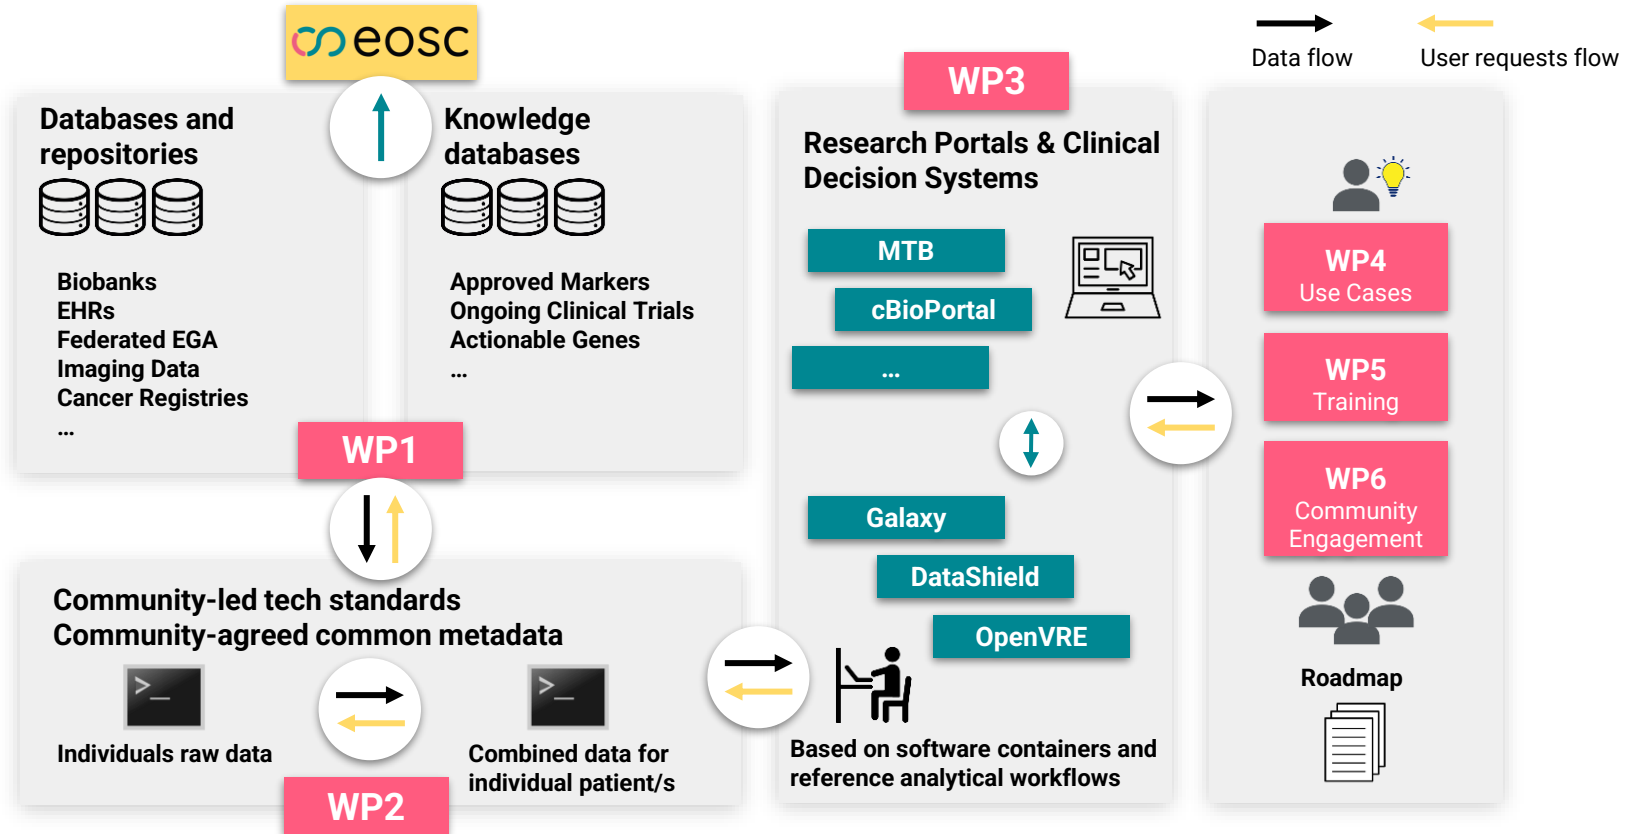 eosc
Data flow
User requests flow
Databases and
repositories
Biobanks
EHRs
Federated EGA
Imaging Data
Cancer Registries
...
Knowledge
databases
Approved Markers
Ongoing Clinical Trials
Actionable Genes
...
WP1
Community-led tech standards
Community-agreed common metadata
>_
Individuals raw data
>_
Combined data for
individual patient/s
WP2
WP3
Research Portals & Clinical
Decision Systems
MTB
cBioPortal
...
Galaxy
DataShield
OpenVRE
Based on software containers and
reference analytical workflows
WP4
Use Cases
WP5
Training
WP6
Community
Engagement
Roadmap